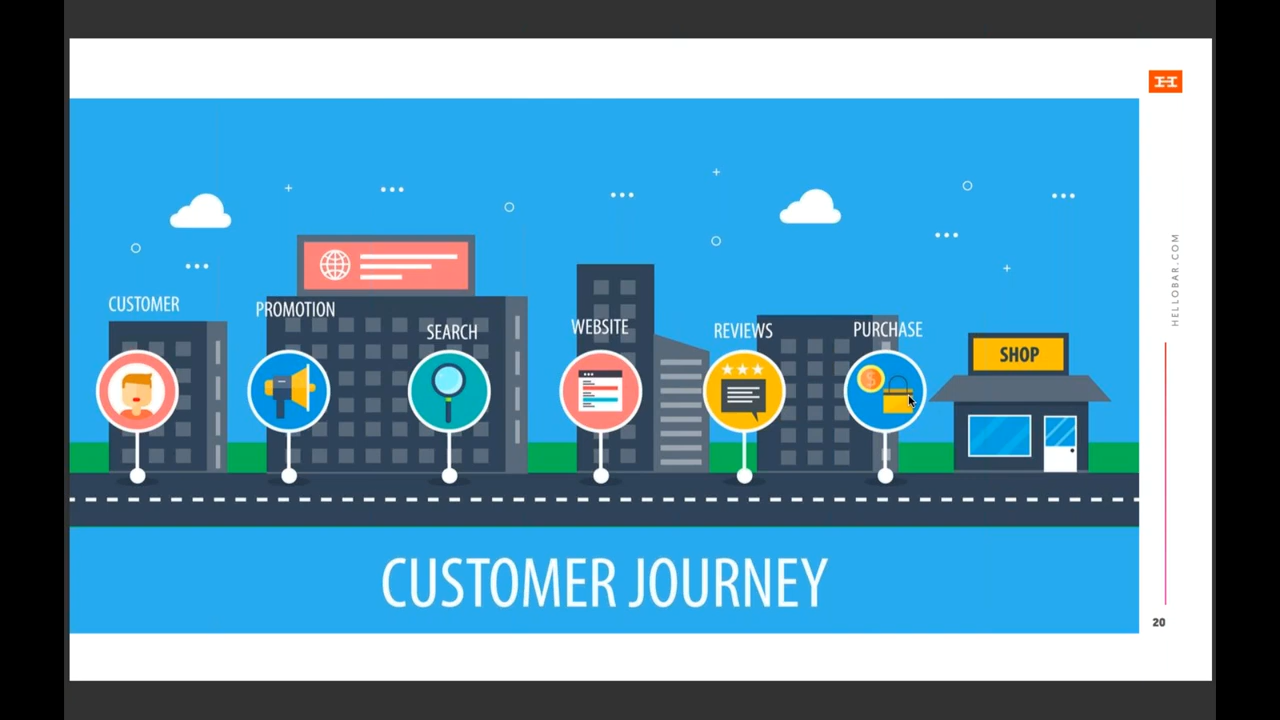 CUSTOMER
PROMOTION
SEARCH
WEBSITE
REVIEWS
PURCHASE
SHOP
CUSTOMER JOURNEY
HELLOBAR.COM
20